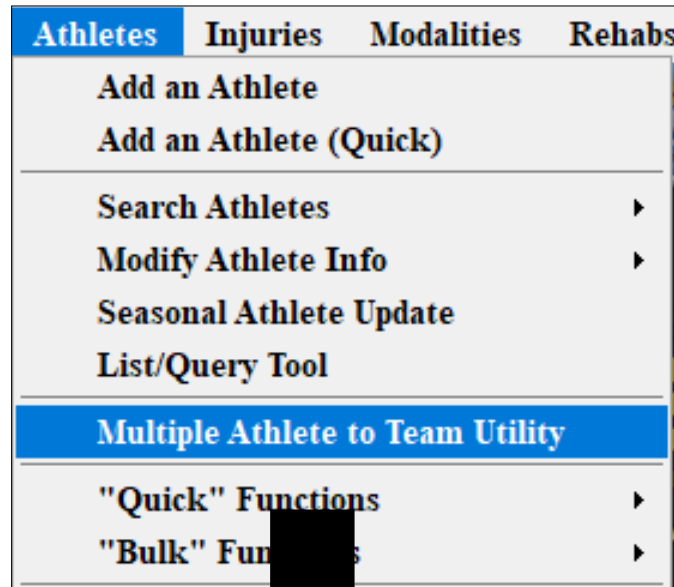 Athletes Injuries Modalities Rehabs
Add an Athlete
Add an Athlete (Quick)
Search Athletes
Modify Athlete Info
Seasonal Athlete Update
List/Query Tool
Multiple Athlete to Team Utility
"Quick" Functions
"Bulk"